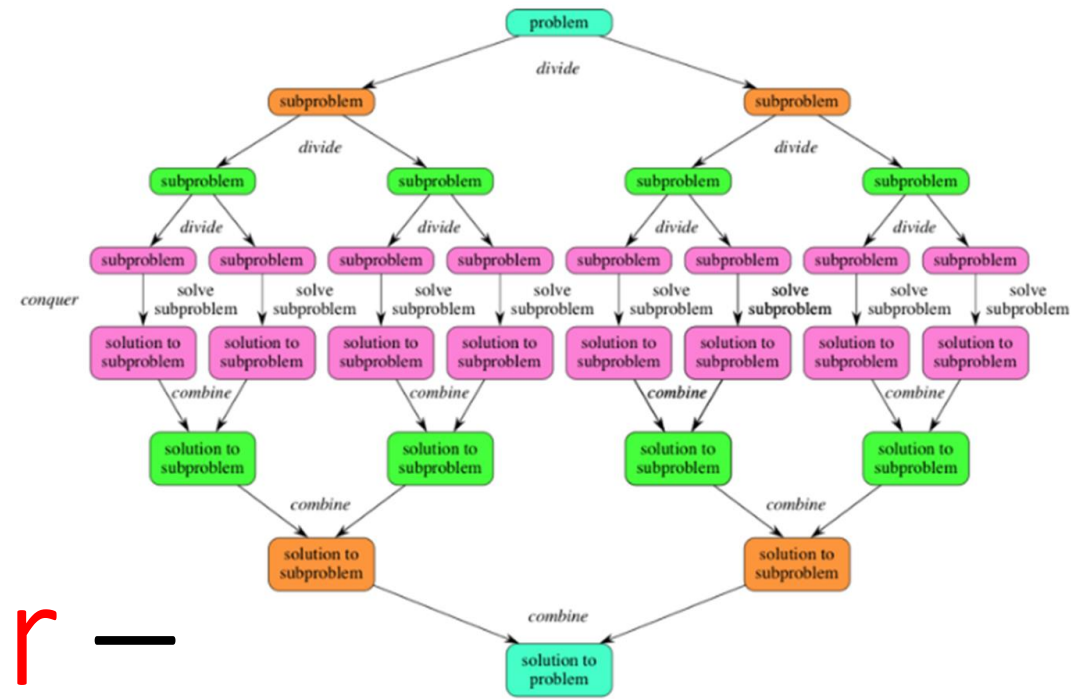 problem
divide
subproblem subproblem
divide divide
subproblem subproblem subproblem subproblem
divide divide divide divide
subproblem subproblem subproblem subproblem subproblem subproblem subproblem subproblem
conquer
solve solve solve solve solve solve solve solve
subproblem subproblem subproblem subproblem subproblem subproblem subproblem subproblem
solution to solution to solution to solution to solution to solution to solution to solution to
subproblem subproblem subproblem subproblem subproblem subproblem subproblem subproblem
combine combine combine combine
solution to solution to solution to solution to
subproblem subproblem subproblem subproblem
combine combine
solution to solution to
subproblem subproblem
combine
r —
solution to
problem